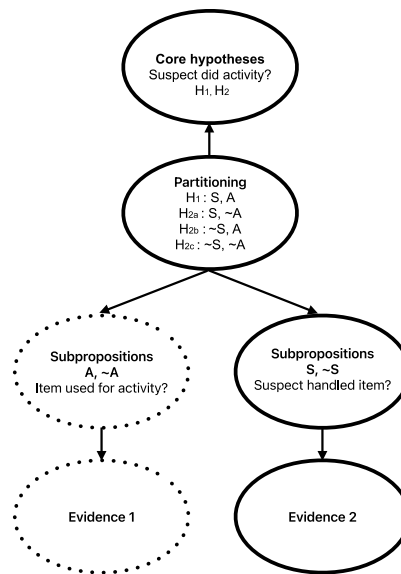 Core hypotheses
Suspect did activity?
H1, H2
Partitioning
H1 : S, A
H2a : S, ~A
H2b : ~S, A
H2c : ~S, ~A
Subpropositions
A, ~A
Item used for activity?
Subpropositions
S, ~S
Suspect handled item?
Evidence 1
Evidence 2